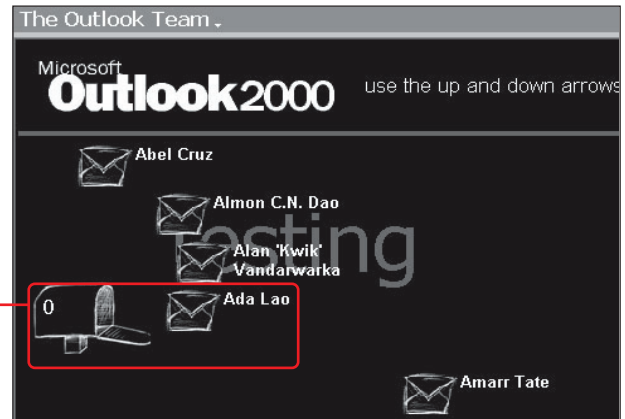 The Outlook Team
Microsoft
Outlook2000
use the up and down arrows
Abel Cruz
Almon C.N. Dao
Testing
Alan 'Kwik'
Vandarwarka
0
Ada Lao
Amarr Tate